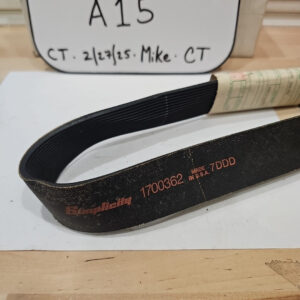 A15
CT. 2/27/25. Mike. CT
Simplicity 1700362 MADE IN U.S.A. 7DDD